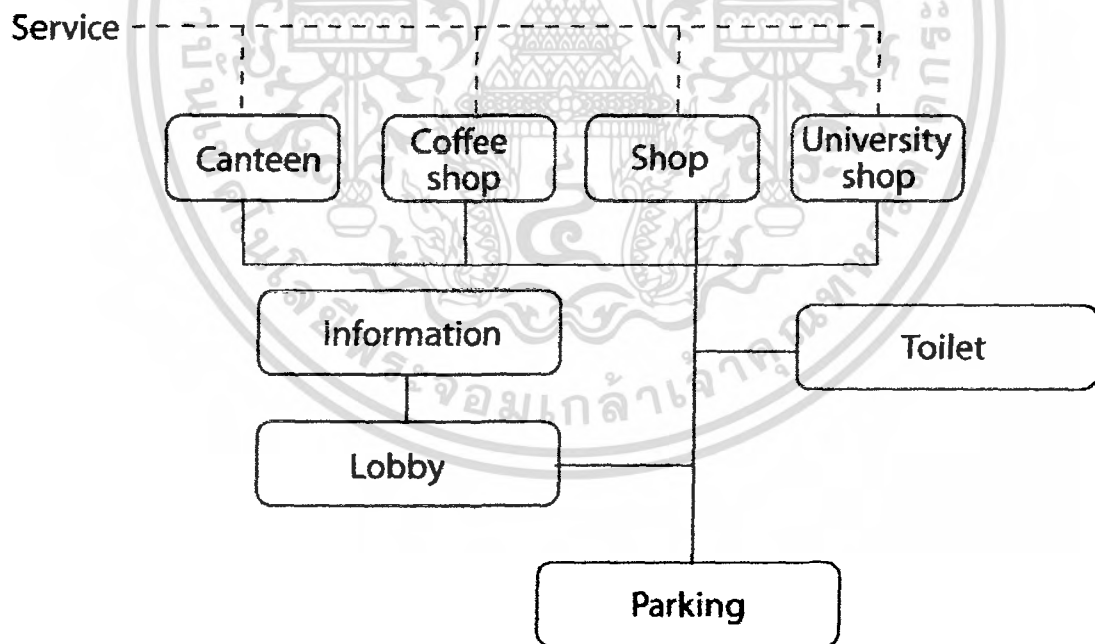 Service
Canteen
Coffee
shop
Shop
University
shop
Information
Toilet
Lobby
Parking